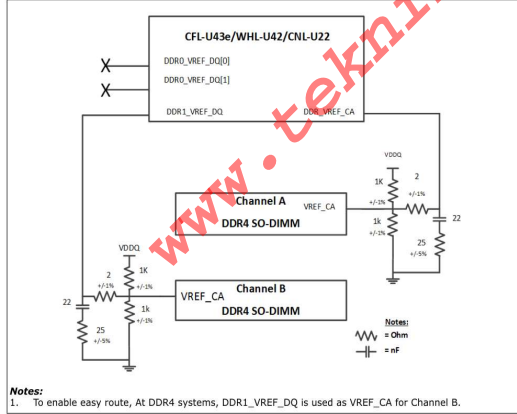 CFL-U43e/WHL-U42/CNL-U22
DDR0_VREF_DQ[0]
DDR0_VREF_DQ[1]
DDR1_VREF_DQ
DDR_VREF_CA
VDDQ
1K
+/-1%
2
+/-1%
1k
+/-1%
22
25
+/-5%
Channel A
VREF_CA
DDR4 SO-DIMM
VDDQ
2
+/-1%
1K
+/-1%
22
1k
+/-1%
25
+/-5%
Channel B
VREF_CA
DDR4 SO-DIMM
Notes:
= Ohm
= nF
Notes:
1. To enable easy route, At DDR4 systems, DDR1_VREF_DQ is used as VREF_CA for Channel B.